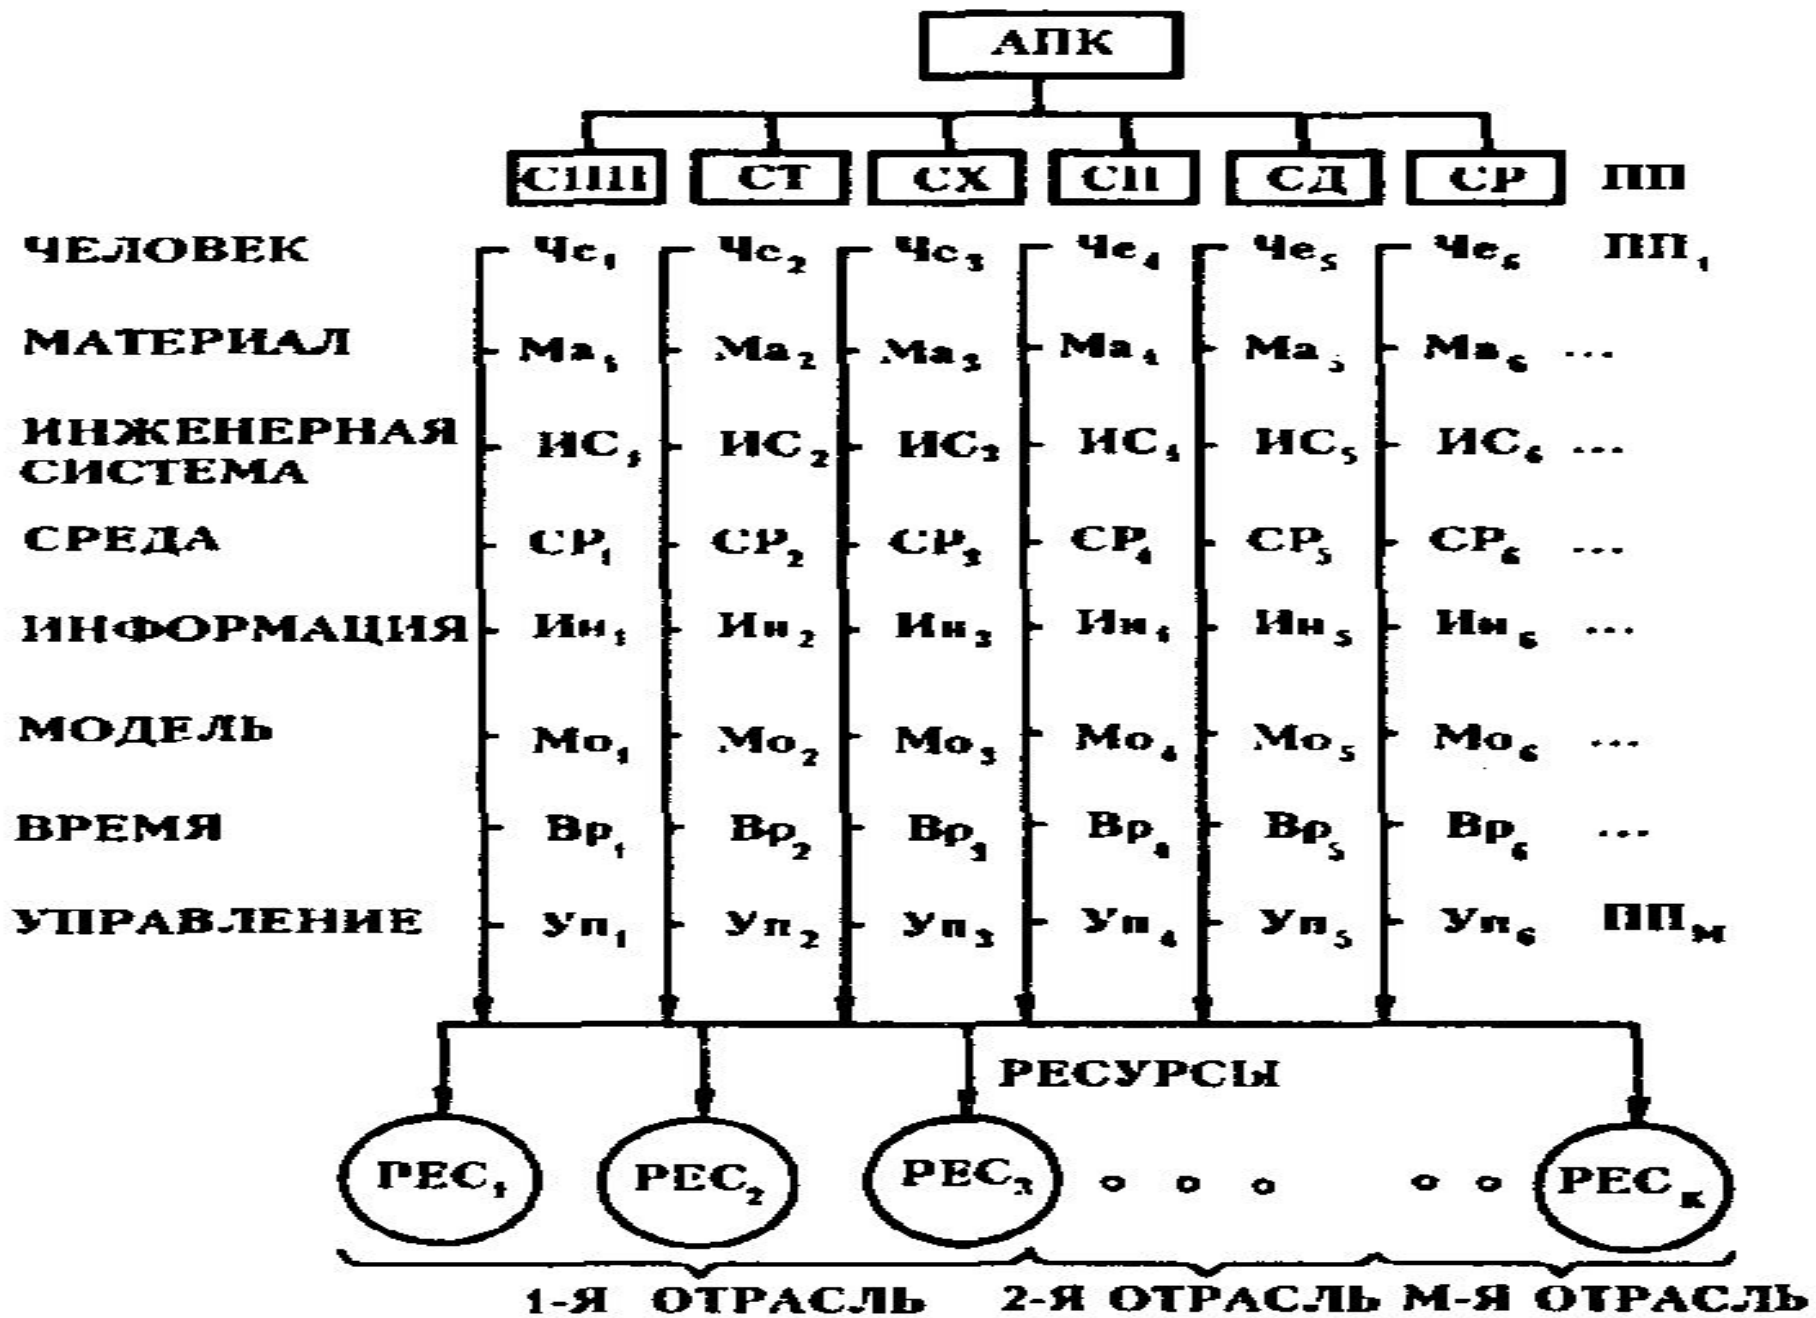 АПК
СПП СТ СХ СП СД СР ПП
ЧЕЛОВЕК Че₁ Че₂ Че₃ Че₄ Че₅ Че₆ ПП₁
МАТЕРИАЛ Ма₁ Ма₂ Ма₃ Ма₄ Ма₅ Ма₆ ...
ИНЖЕНЕРНАЯ
СИСТЕМА ИС₁ ИС₂ ИС₃ ИС₄ ИС₅ ИС₆ ...
СРЕДА СР₁ СР₂ СР₃ СР₄ СР₅ СР₆ ...
ИНФОРМАЦИЯ Ин₁ Ин₂ Ин₃ Ин₄ Ин₅ Ин₆ ...
МОДЕЛЬ Мо₁ Мо₂ Мо₃ Мо₄ Мо₅ Мо₆ ...
ВРЕМЯ Вр₁ Вр₂ Вр₃ Вр₄ Вр₅ Вр₆ ...
УПРАВЛЕНИЕ Уп₁ Уп₂ Уп₃ Уп₄ Уп₅ Уп₆ ППм
РЕСУРСЫ
РЕС₁ РЕС₂ РЕС₃ РЕСк
1-Я ОТРАСЛЬ 2-Я ОТРАСЛЬ М-Я ОТРАСЛЬ